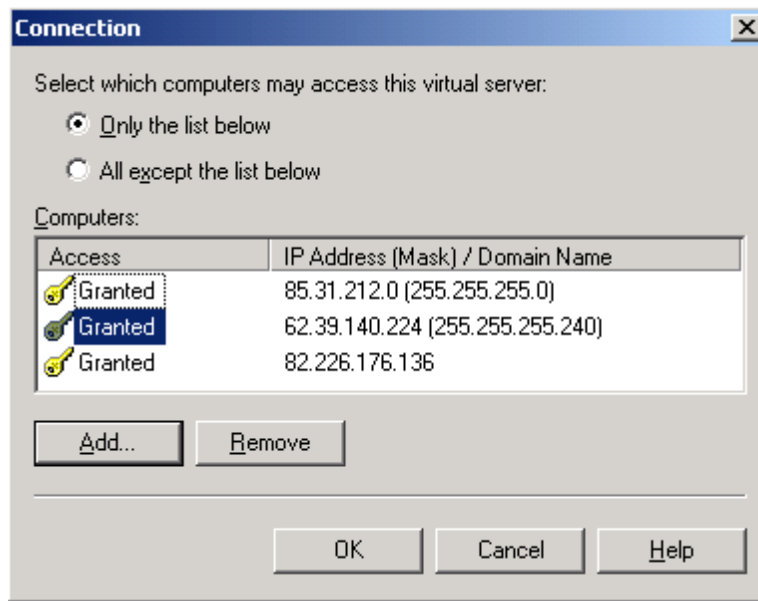 Connection
Select which computers may access this virtual server:
Only the list below
All except the list below
Computers:
Access IP Address (Mask) / Domain Name
Granted 85.31.212.0 (255.255.255.0)
Granted 62.39.140.224 (255.255.255.240)
Granted 82.226.176.136
Add... Remove
OK Cancel Help